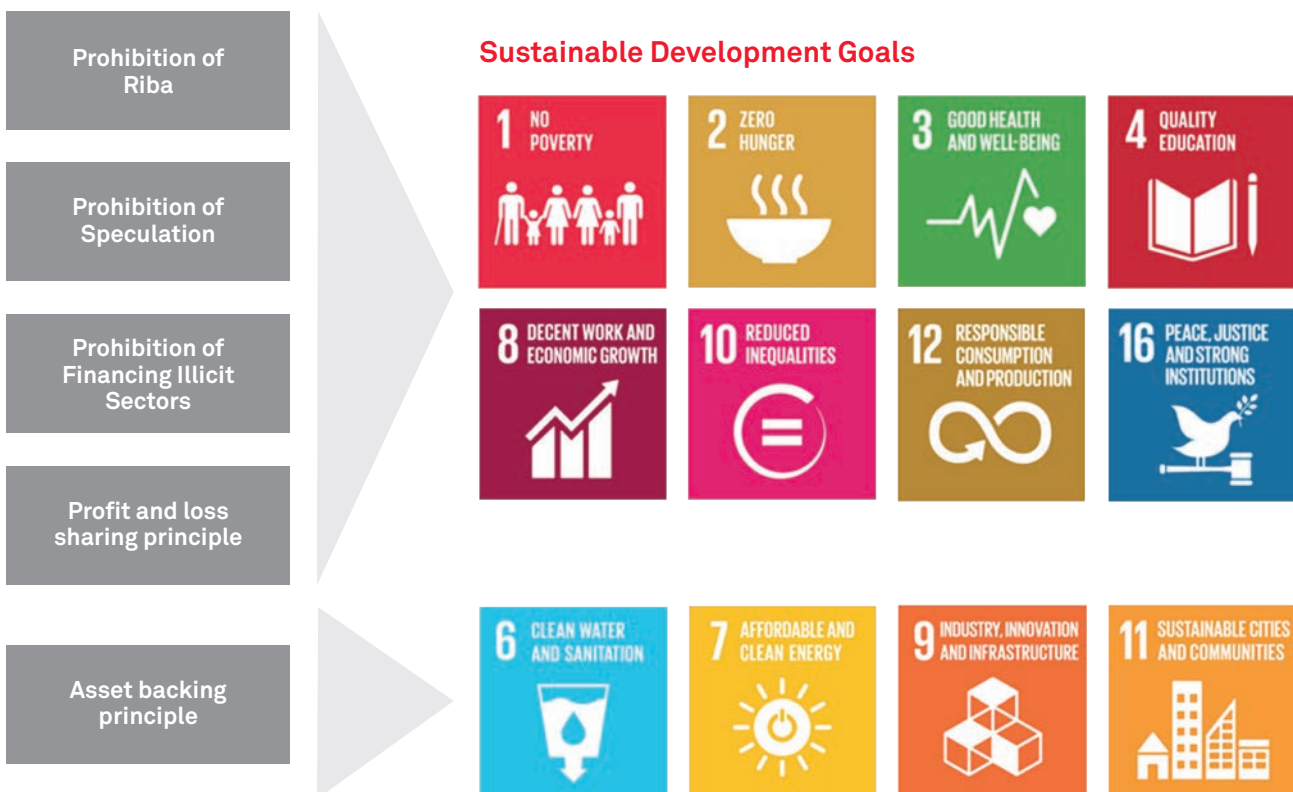 Prohibition of
Riba
Prohibition of
Speculation
Prohibition of
Financing Illicit
Sectors
Profit and loss
sharing principle
Asset backing
principle
Sustainable Development Goals
1 NO
POVERTY
2 ZERO
HUNGER
3 GOOD HEALTH
AND WELL-BEING
4 QUALITY
EDUCATION
8 DECENT WORK AND
ECONOMIC GROWTH
10 REDUCED
INEQUALITIES
12 RESPONSIBLE
CONSUMPTION
AND PRODUCTION
16 PEACE, JUSTICE
AND STRONG
INSTITUTIONS
6 CLEAN WATER
AND SANITATION
7 AFFORDABLE AND
CLEAN ENERGY
9 INDUSTRY, INNOVATION
AND INFRASTRUCTURE
11 SUSTAINABLE CITIES
AND COMMUNITIES